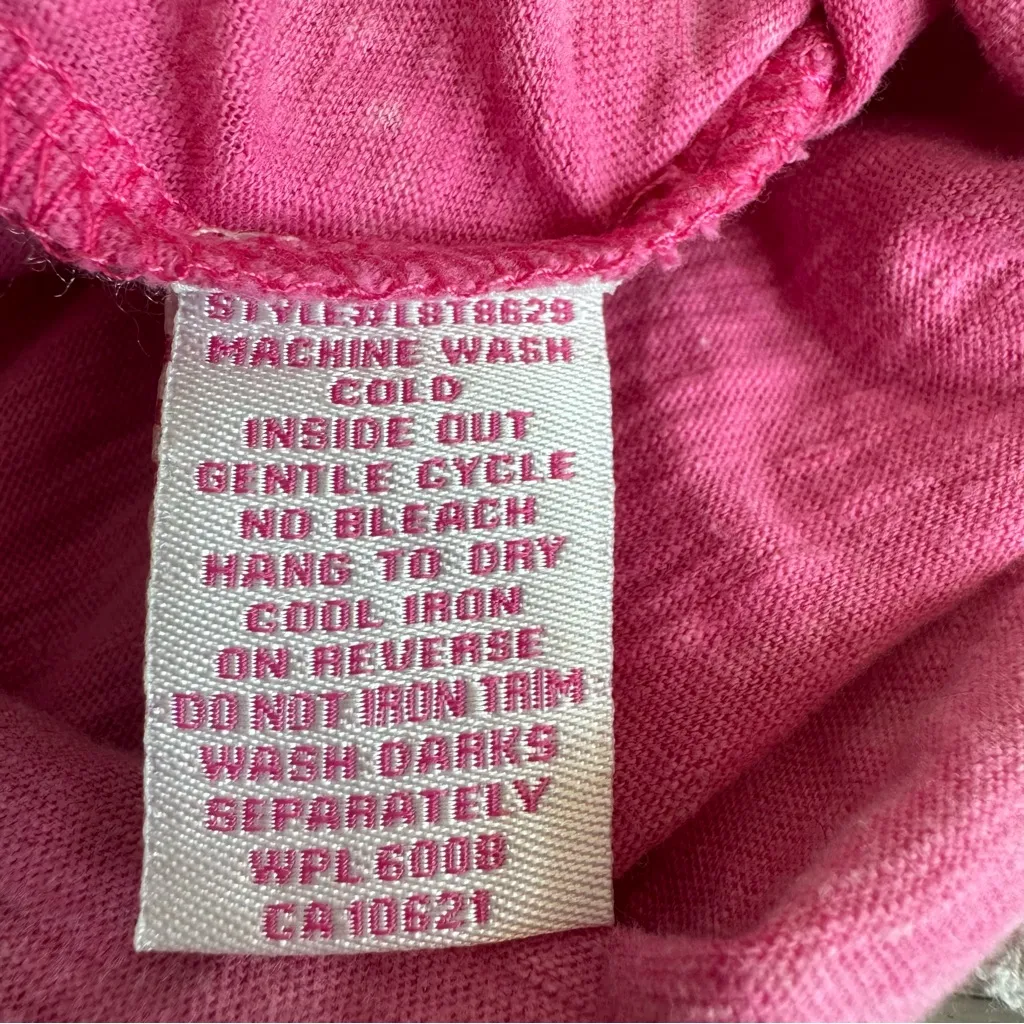 STYLE#L8T8629
MACHINE WASH
COLD
INSIDE OUT
GENTLE CYCLE
NO BLEACH
HANG TO DRY
COOL IRON
ON REVERSE
DO NOT IRON TRIM
WASH DARKS
SEPARATELY
WPL 6008
CA 10621